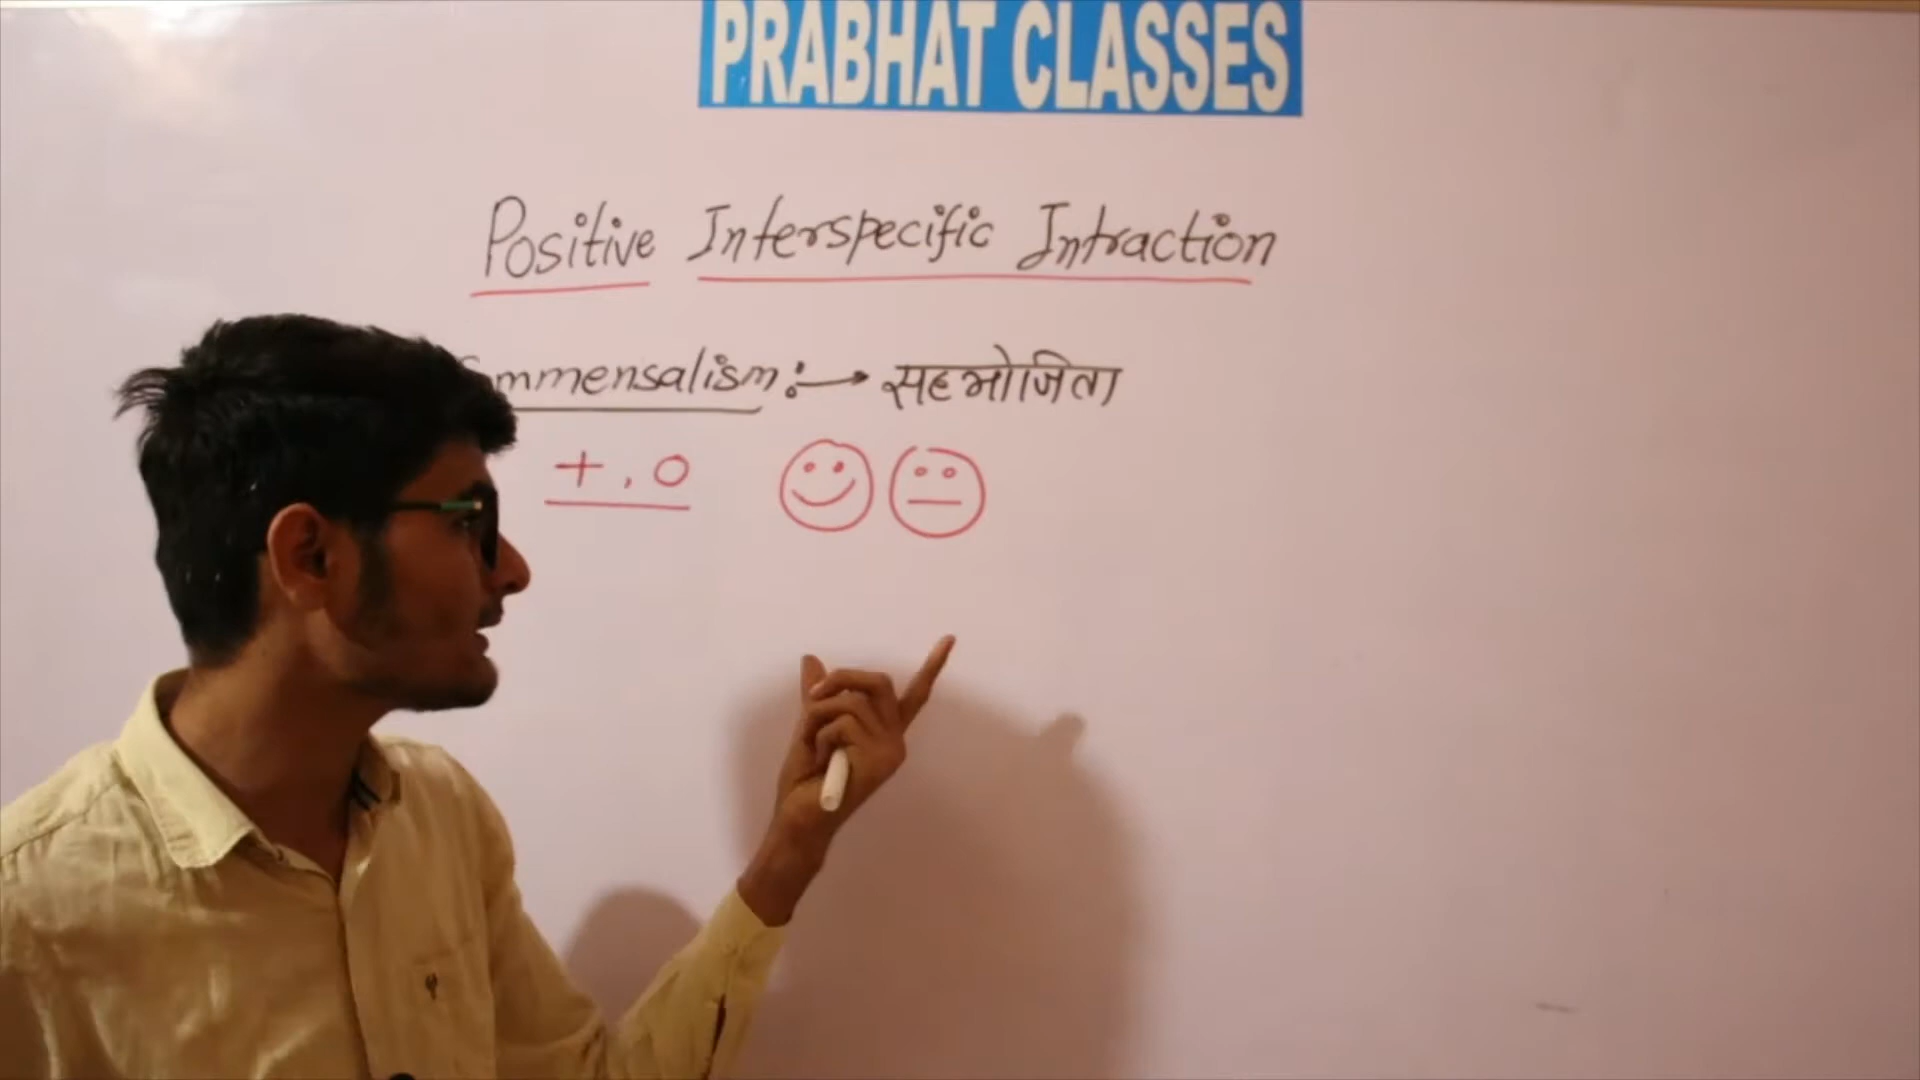 PRABHAT CLASSES
Positive Interspecific Intraction
mmensalism :→ सहभोजिता
+ , 0